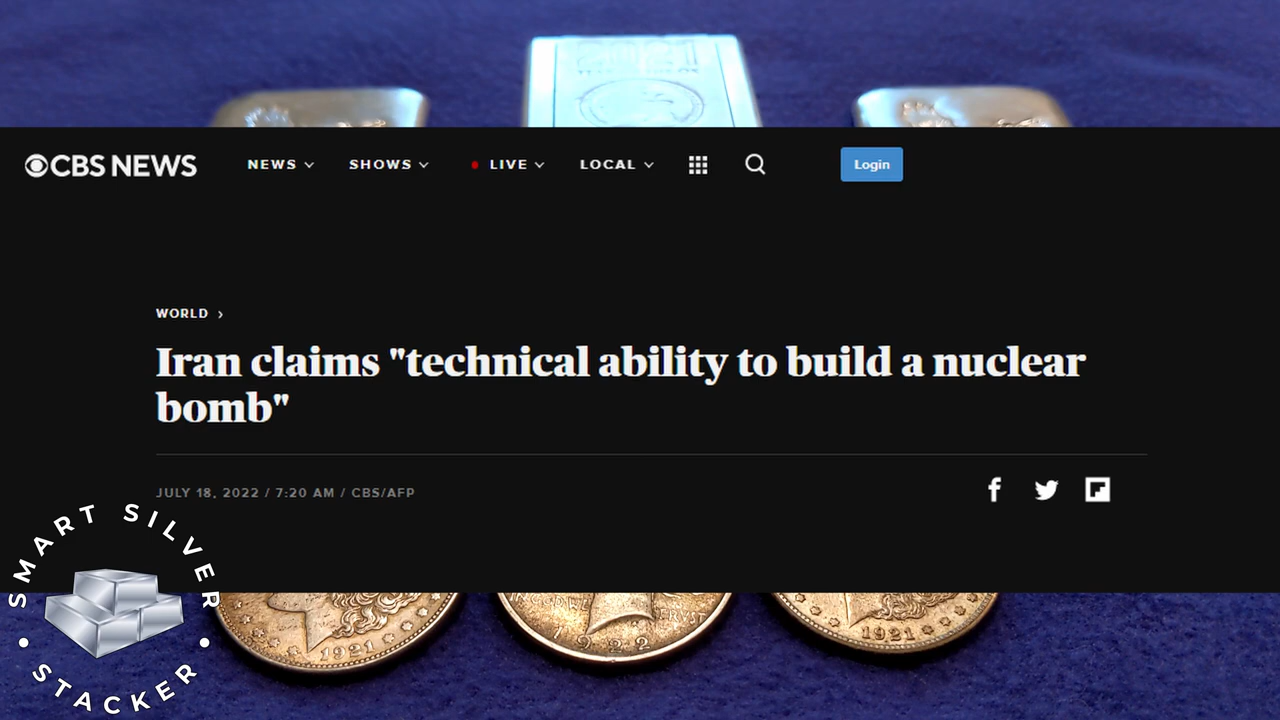 2021
CBS NEWS
NEWS
SHOWS
LIVE
LOCAL
Login
WORLD
Iran claims "technical ability to build a nuclear
bomb"
JULY 18, 2022 / 7:20 AM / CBS/AFP
SMART SILVER
STACKER
1921
1922
1921